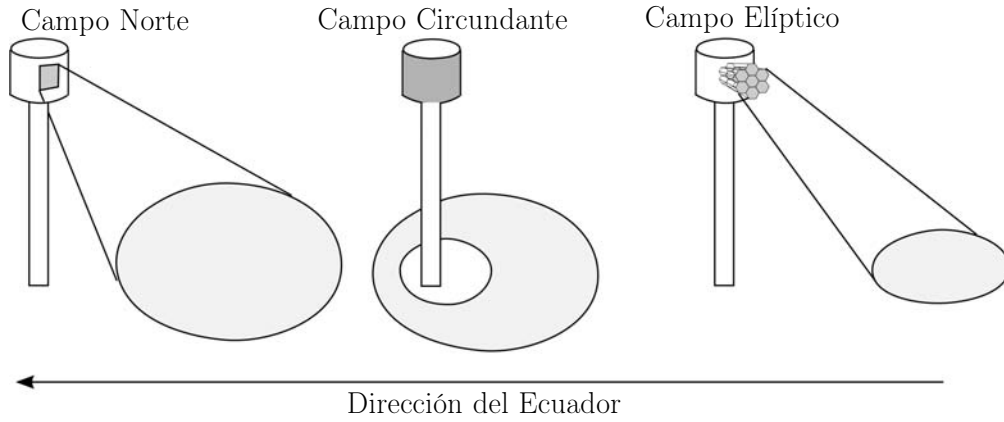 Campo Norte
Campo Circundante
Campo Elíptico
Dirección del Ecuador